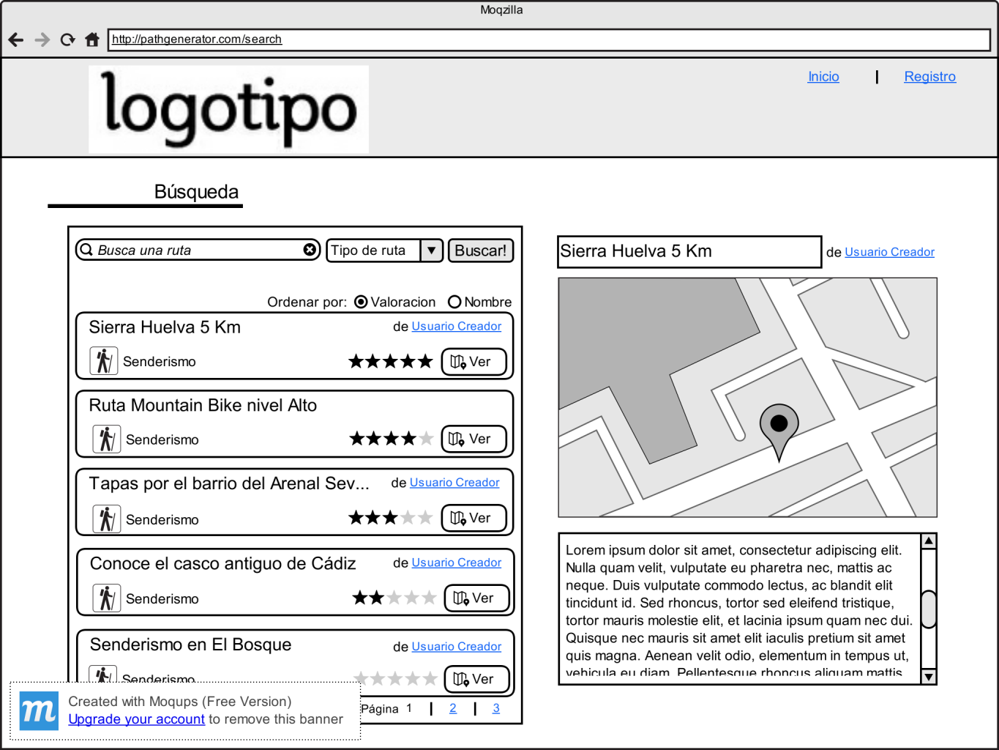 Moqzilla
http://pathgenerator.com/search
logotipo
Inicio | Registro
Búsqueda
Busca una ruta
Tipo de ruta
Buscar!
Ordenar por: Valoracion Nombre
Sierra Huelva 5 Km de Usuario Creador
Senderismo Ver
Ruta Mountain Bike nivel Alto
Senderismo Ver
Tapas por el barrio del Arenal Sev... de Usuario Creador
Senderismo Ver
Conoce el casco antiguo de Cádiz de Usuario Creador
Senderismo Ver
Senderismo en El Bosque de Usuario Creador
Senderismo Ver
Página 1 | 2 | 3
Sierra Huelva 5 Km de Usuario Creador
Lorem ipsum dolor sit amet, consectetur adipiscing elit.
Nulla quam velit, vulputate eu pharetra nec, mattis ac
neque. Duis vulputate commodo lectus, ac blandit elit
tincidunt id. Sed rhoncus, tortor sed eleifend tristique,
tortor mauris molestie elit, et lacinia ipsum quam nec dui.
Quisque nec mauris sit amet elit iaculis pretium sit amet
quis magna. Aenean velit odio, elementum in tempus ut,
vehicula eu diam. Pellentesque rhoncus aliquam mattis.
m
Created with Moqups (Free Version)
Upgrade your account to remove this banner